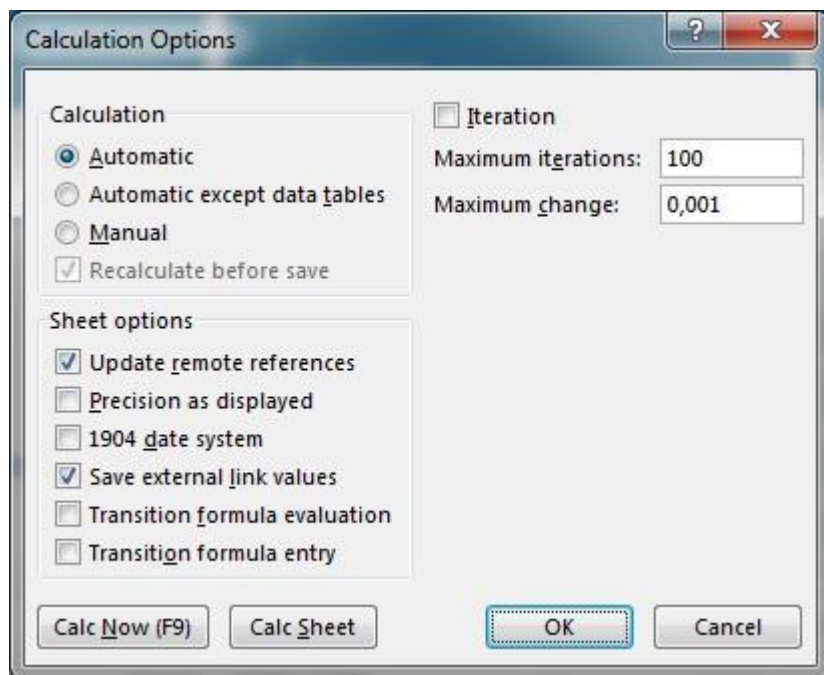 Calculation Options
?
Calculation
Automatic
Automatic except data tables
Manual
Recalculate before save
Iteration
Maximum iterations: 100
Maximum change: 0,001
Sheet options
Update remote references
Precision as displayed
1904 date system
Save external link values
Transition formula evaluation
Transition formula entry
Calc Now (F9) Calc Sheet OK Cancel